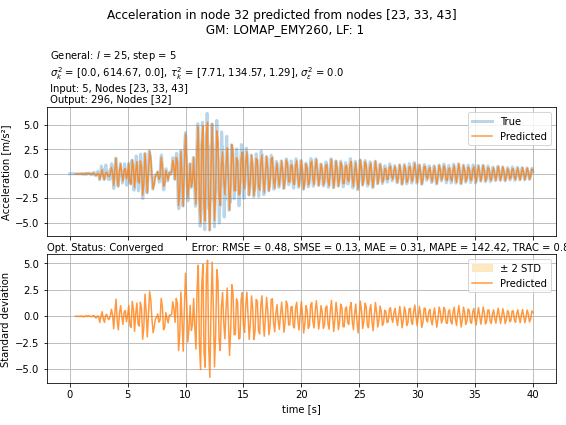 Acceleration in node 32 predicted from nodes [23, 33, 43]
GM: LOMAP_EMY260, LF: 1
General: l = 25, step = 5
σ²ₖ = [0.0, 614.67, 0.0], τ²ₖ = [7.71, 134.57, 1.29], σ²ε = 0.0
Input: 5, Nodes [23, 33, 43]
Output: 296, Nodes [32]
Acceleration [m/s²]
5.0
2.5
0.0
−2.5
−5.0
True
Predicted
Opt. Status: Converged Error: RMSE = 0.48, SMSE = 0.13, MAE = 0.31, MAPE = 142.42, TRAC = 0.8
Standard deviation
5.0
2.5
0.0
−2.5
−5.0
± 2 STD
Predicted
0 5 10 15 20 25 30 35 40
time [s]